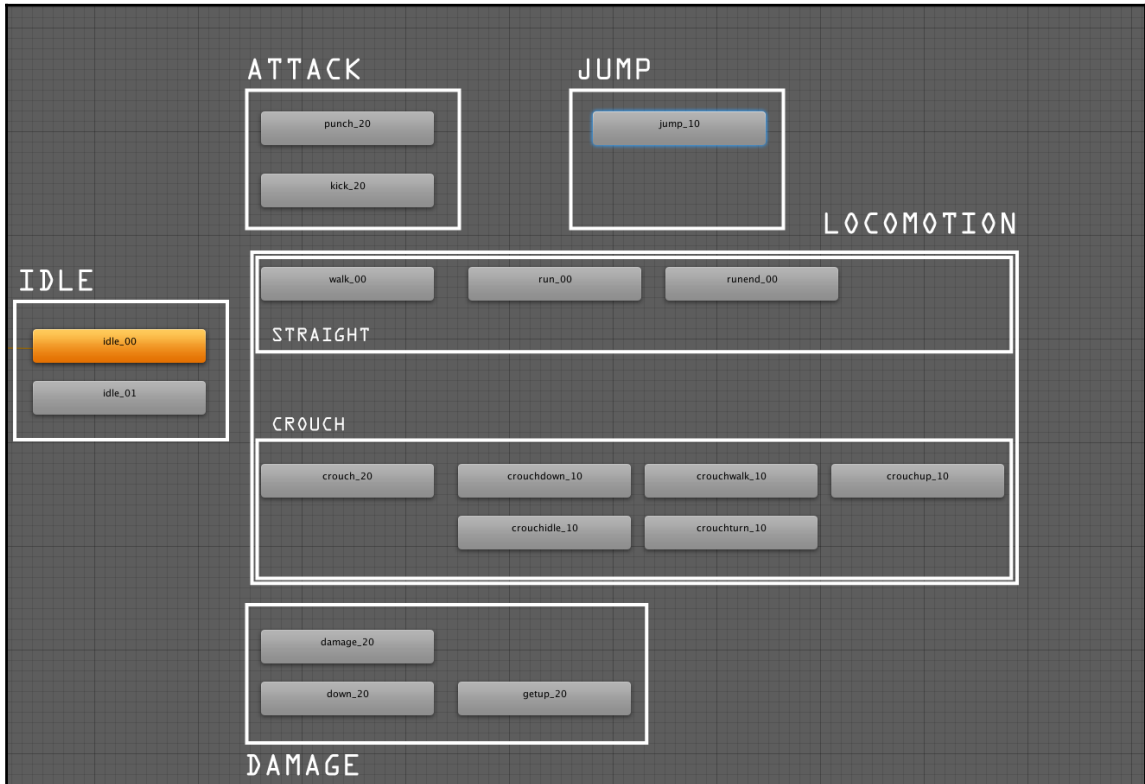 ATTACK
JUMP
punch_20
jump_10
kick_20
LOCOMOTION
walk_00
run_00
runend_00
IDLE
STRAIGHT
idle_00
idle_01
CROUCH
crouch_20
crouchdown_10
crouchwalk_10
crouchup_10
crouchidle_10
crouchturn_10
damage_20
down_20
getup_20
DAMAGE